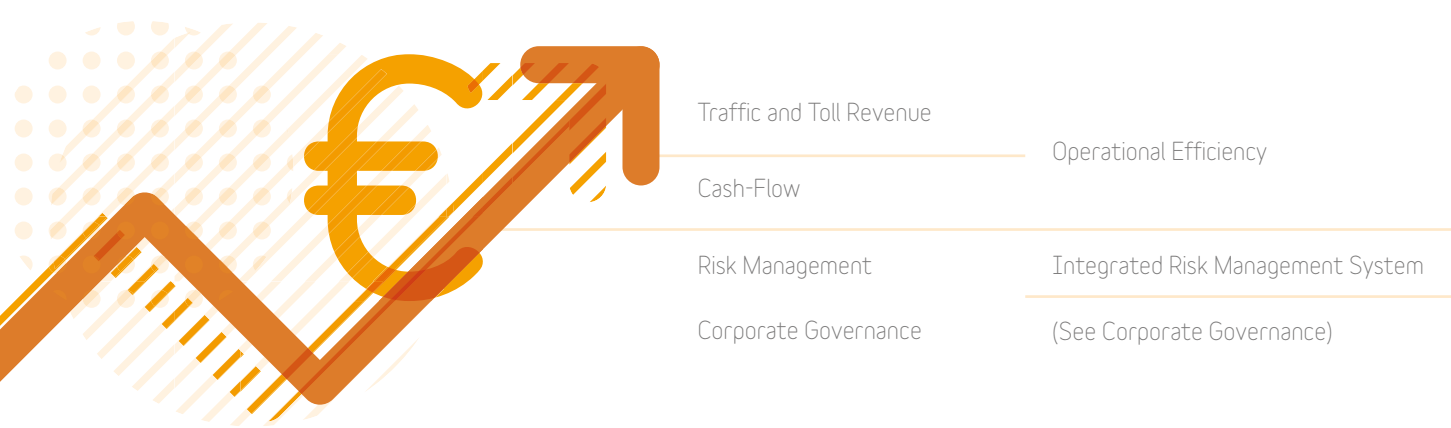 Traffic and Toll Revenue
Operational Efficiency
Cash-Flow
Risk Management
Integrated Risk Management System
Corporate Governance
(See Corporate Governance)